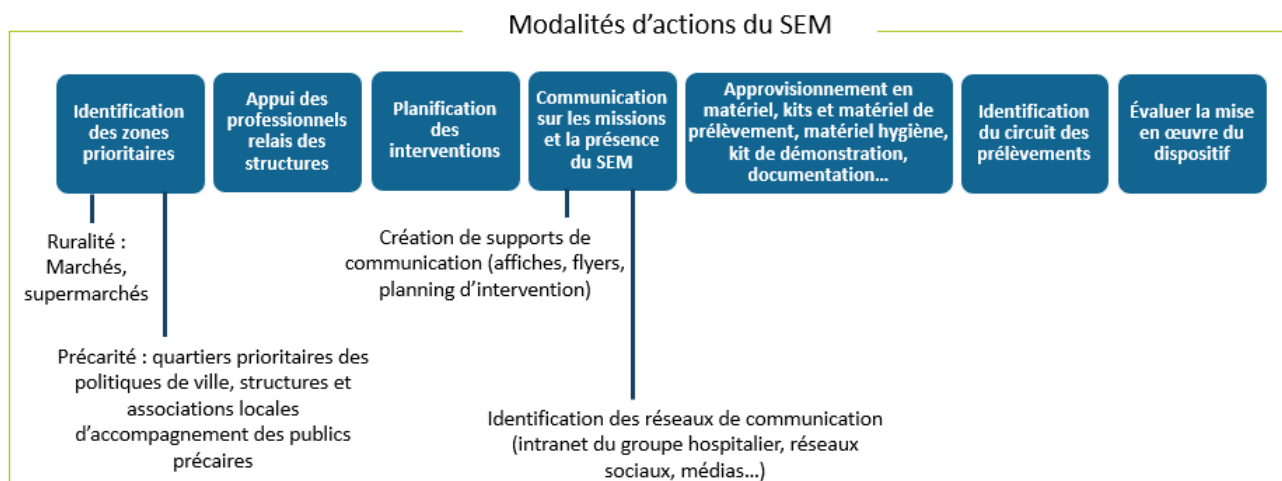 Modalités d’actions du SEM
Identification
des zones
prioritaires
Appui des
professionnels
relais des
structures
Planification
des
interventions
Communication
sur les missions
et la présence
du SEM
Approvisionnement en
matériel, kits et matériel de
prélèvement, matériel hygiène,
kit de démonstration,
documentation…
Identification
du circuit des
prélèvements
Évaluer la mise
en œuvre du
dispositif
Ruralité :
Marchés,
supermarchés
Précarité : quartiers prioritaires des
politiques de ville, structures et
associations locales
d’accompagnement des publics
précaires
Création de supports de
communication (affiches, flyers,
planning d’intervention)
Identification des réseaux de communication
(intranet du groupe hospitalier, réseaux
sociaux, médias…)